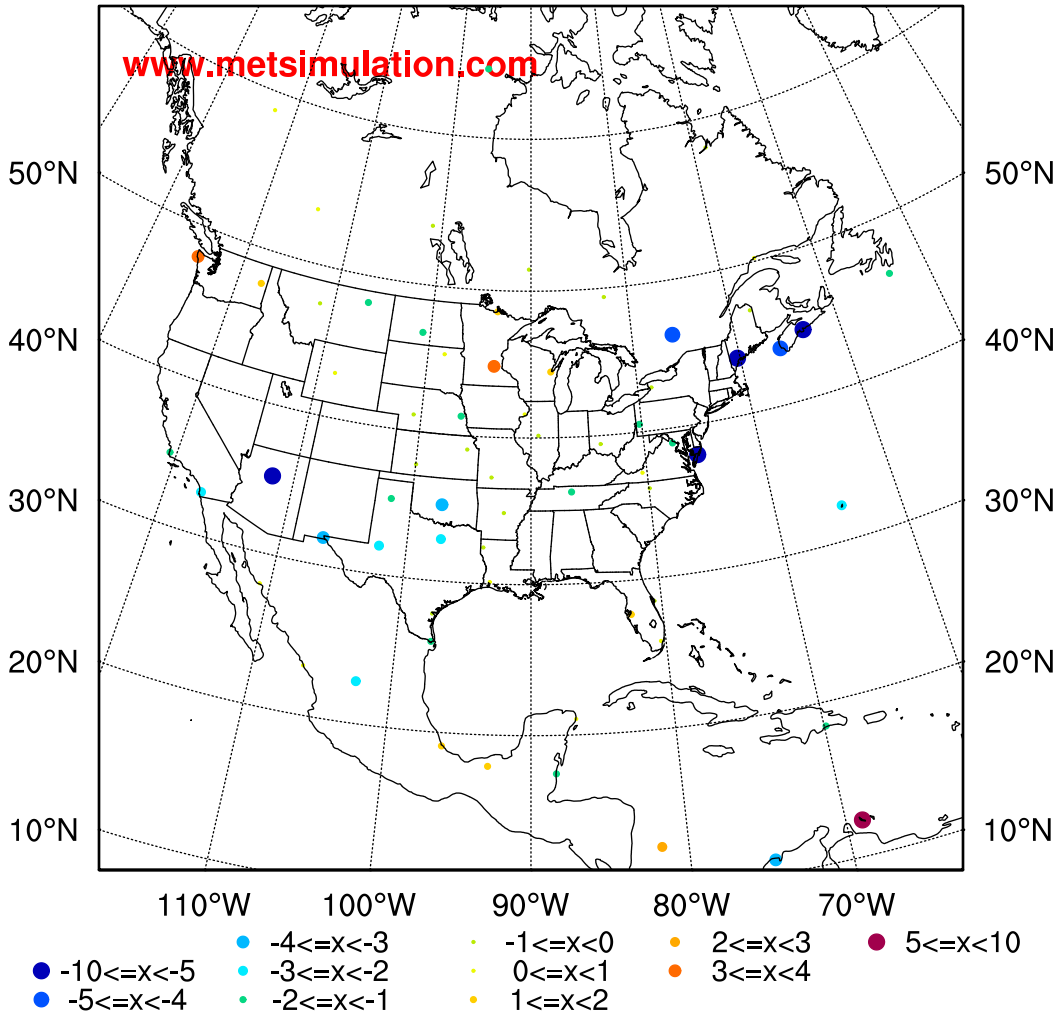 www.metsimulation.com
50°N 50°N
40°N 40°N
30°N 30°N
20°N 20°N
10°N 10°N
110°W 100°W 90°W 80°W 70°W
-4<=x<-3 -1<=x<0 2<=x<3 5<=x<10
-10<=x<-5 -3<=x<-2 0<=x<1 3<=x<4
-5<=x<-4 -2<=x<-1 1<=x<2